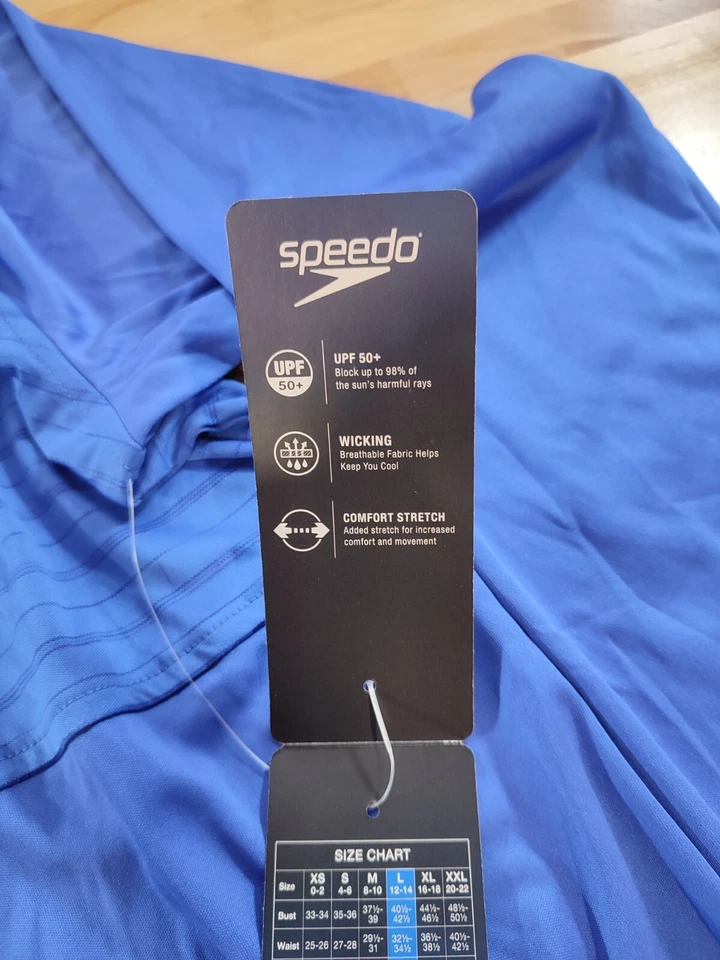 speedo
UPF
50+
UPF 50+
Block up to 98% of
the sun's harmful rays
WICKING
Breathable Fabric Helps
Keep You Cool
COMFORT STRETCH
Added stretch for increased
comfort and movement
SIZE CHART
Size XS 0-2 S 4-6 M 8-10 L 12-14 XL 16-18 XXL 20-22
Bust 33-34 35-36 37½-39 40½-42½ 44½-46½ 48½-50½
Waist 25-26 27-28 29½-31 32½-34½ 36½-38½ 40½-42½